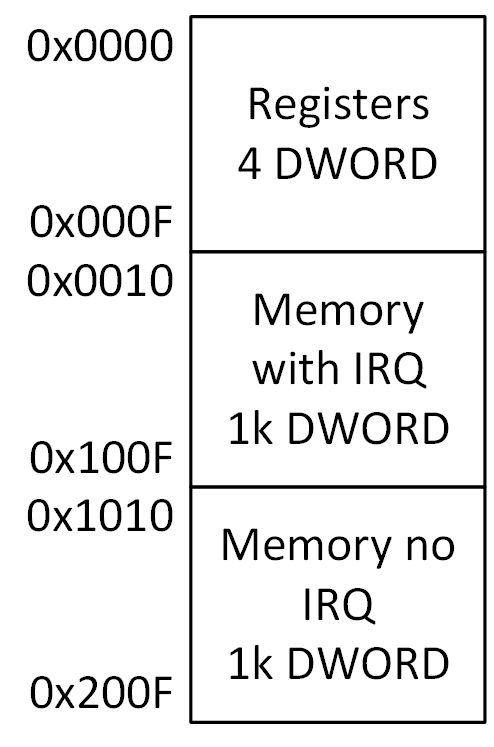 0x0000
Registers
4 DWORD
0x000F
0x0010
Memory
with IRQ
1k DWORD
0x100F
0x1010
Memory no
IRQ
1k DWORD
0x200F